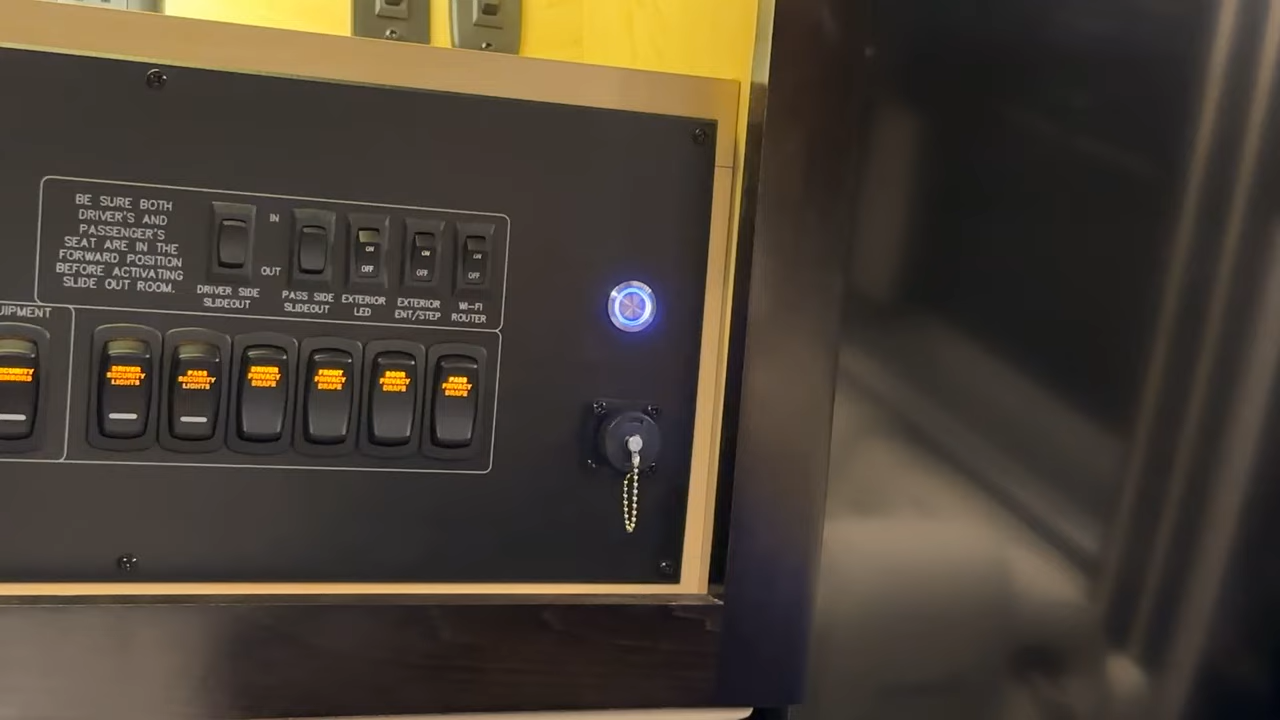 BE SURE BOTH
DRIVER'S AND
PASSENGER'S
SEAT ARE IN THE
FORWARD POSITION
BEFORE ACTIVATING
SLIDE OUT ROOM.
IN
OUT
DRIVER SIDE
SLIDEOUT
PASS SIDE
SLIDEOUT
ON
OFF
EXTERIOR
LED
ON
OFF
EXTERIOR
ENT/STEP
ON
OFF
WI-FI
ROUTER
DRIVER
SECURITY
LIGHTS
PASS
SECURITY
LIGHTS
DRIVER
PRIVACY
DRAPE
FRONT
PRIVACY
DRAPE
DOOR
PRIVACY
DRAPE
PASS
PRIVACY
DRAPE